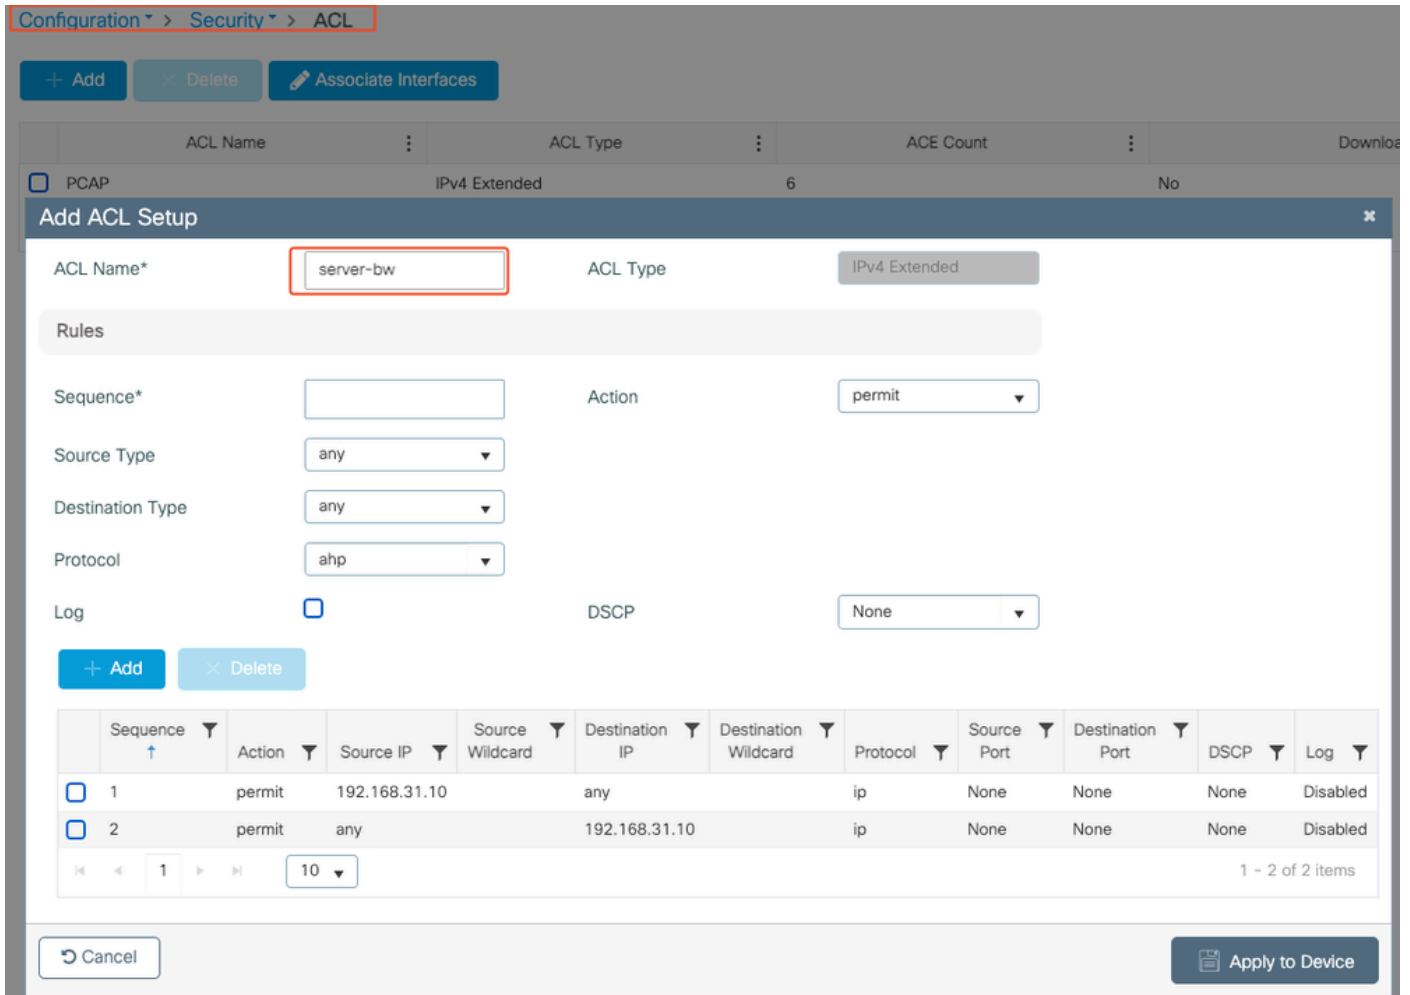 Configuration > Security > ACL
+ Add × Delete Associate Interfaces
ACL Name ACL Type ACE Count Downloa
PCAP IPv4 Extended 6 No
Add ACL Setup ×
ACL Name* server-bw ACL Type IPv4 Extended
Rules
Sequence* Action permit
Source Type any
Destination Type any
Protocol ahp
Log DSCP None
+ Add × Delete
Sequence Action Source IP Source Wildcard Destination IP Destination Wildcard Protocol Source Port Destination Port DSCP Log
1 permit 192.168.31.10 any ip None None None Disabled
2 permit any 192.168.31.10 ip None None None Disabled
1 10 1 - 2 of 2 items
Cancel Apply to Device